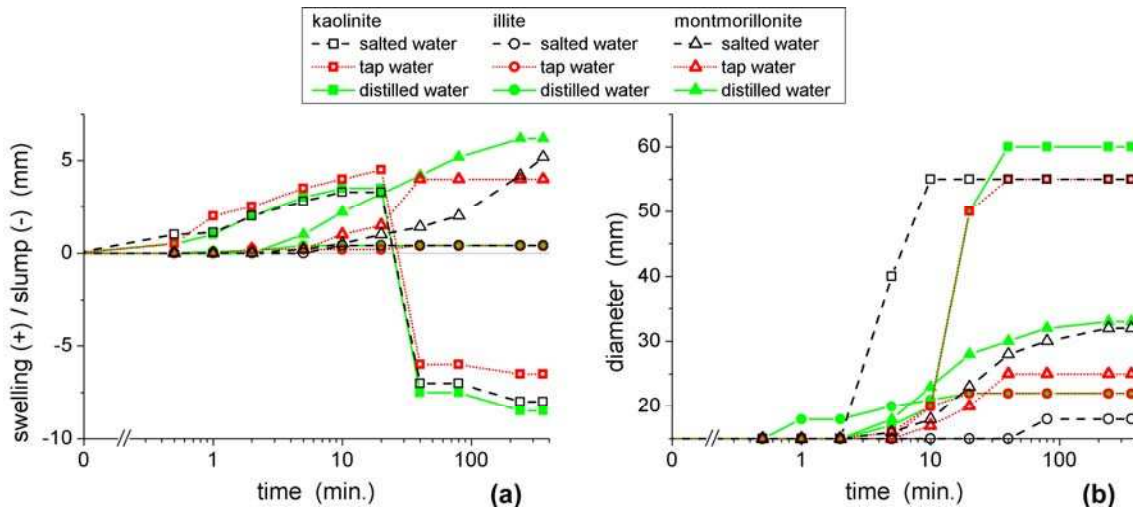 kaolinite illite montmorillonite
salted water salted water salted water
tap water tap water tap water
distilled water distilled water distilled water
swelling (+) / slump (-) (mm)
5
0
-5
-10
0 1 10 100
time (min.)
(a)
diameter (mm)
60
50
40
30
20
0 1 10 100
time (min.)
(b)